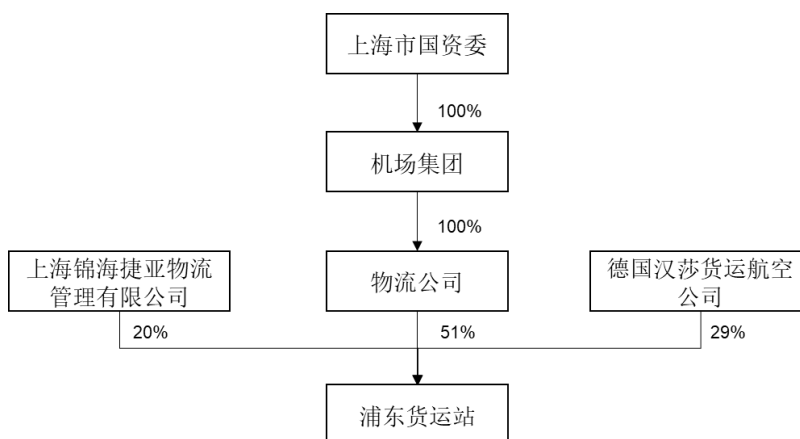 上海市国资委
100%
机场集团
100%
上海锦海捷亚物流
管理有限公司
物流公司
德国汉莎货运航空
公司
20%
51%
29%
浦东货运站